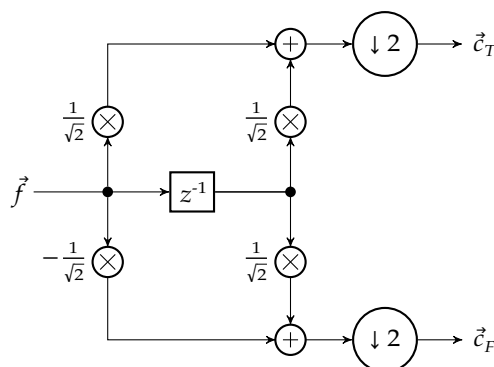 + ↓ 2 c⃗_T
1/√2 × 1/√2 ×
f⃗ z⁻¹
−1/√2 × 1/√2 ×
+ ↓ 2 c⃗_F